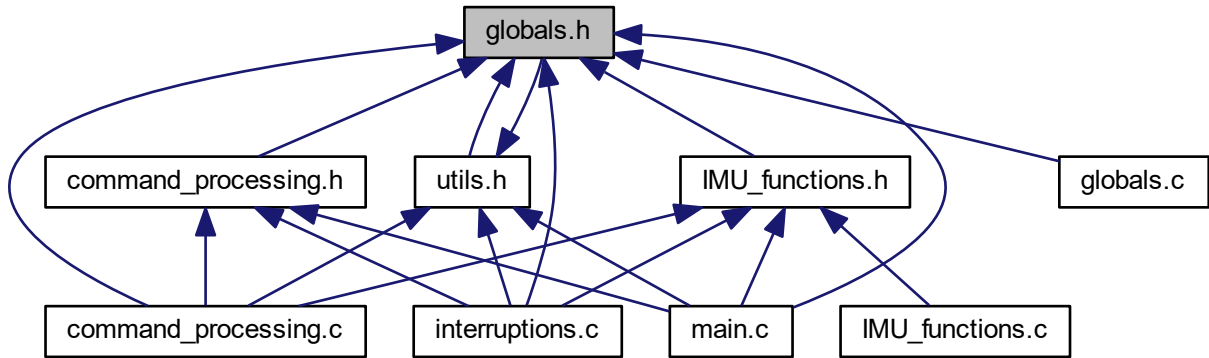 globals.h
command_processing.h
utils.h
IMU_functions.h
globals.c
command_processing.c
interruptions.c
main.c
IMU_functions.c